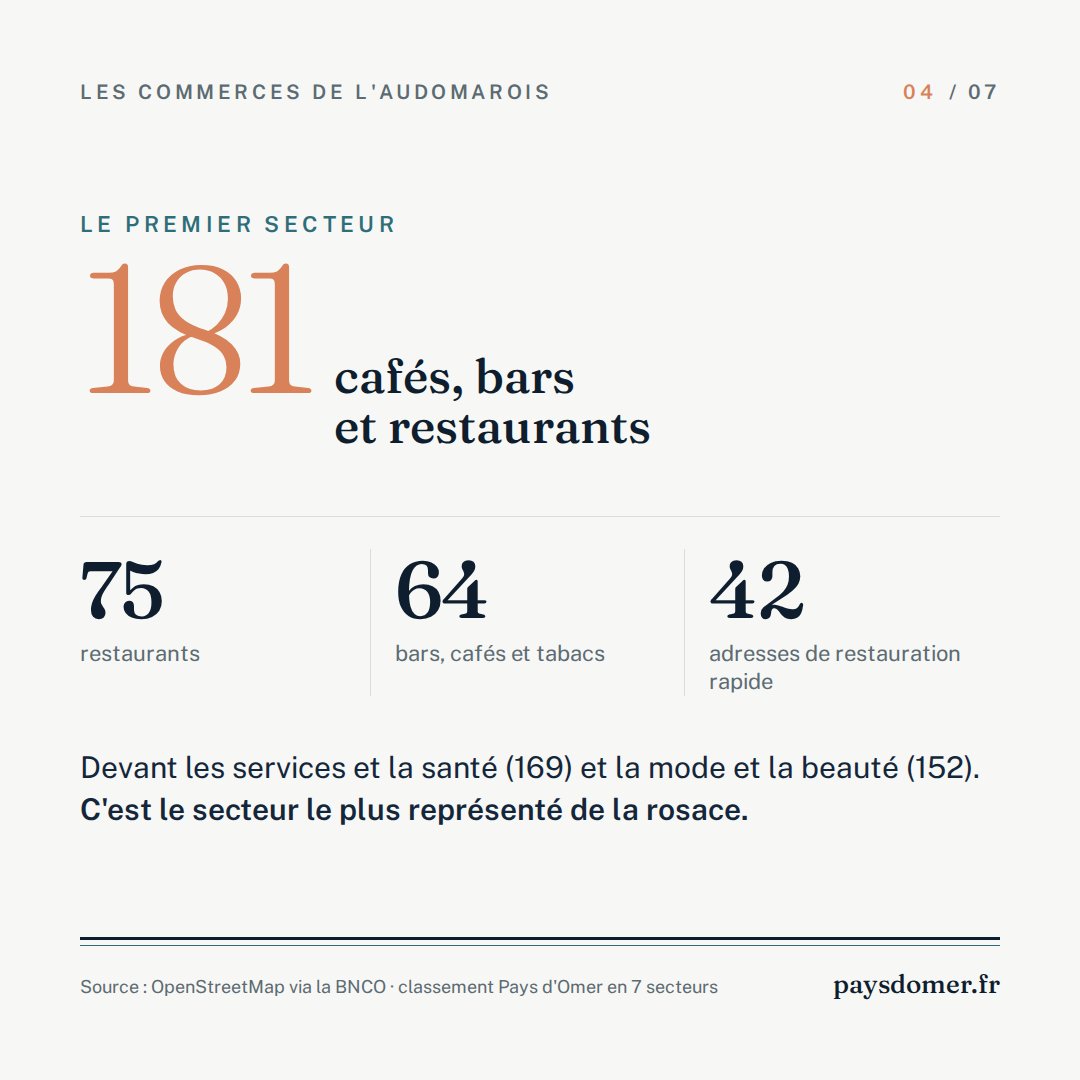 LES COMMERCES DE L'AUDOMAROIS
04 / 07
LE PREMIER SECTEUR
181
cafés, bars
et restaurants
75
restaurants
64
bars, cafés et tabacs
42
adresses de restauration
rapide
Devant les services et la santé (169) et la mode et la beauté (152).
C'est le secteur le plus représenté de la rosace.
Source : OpenStreetMap via la BNCO · classement Pays d'Omer en 7 secteurs
paysdomer.fr